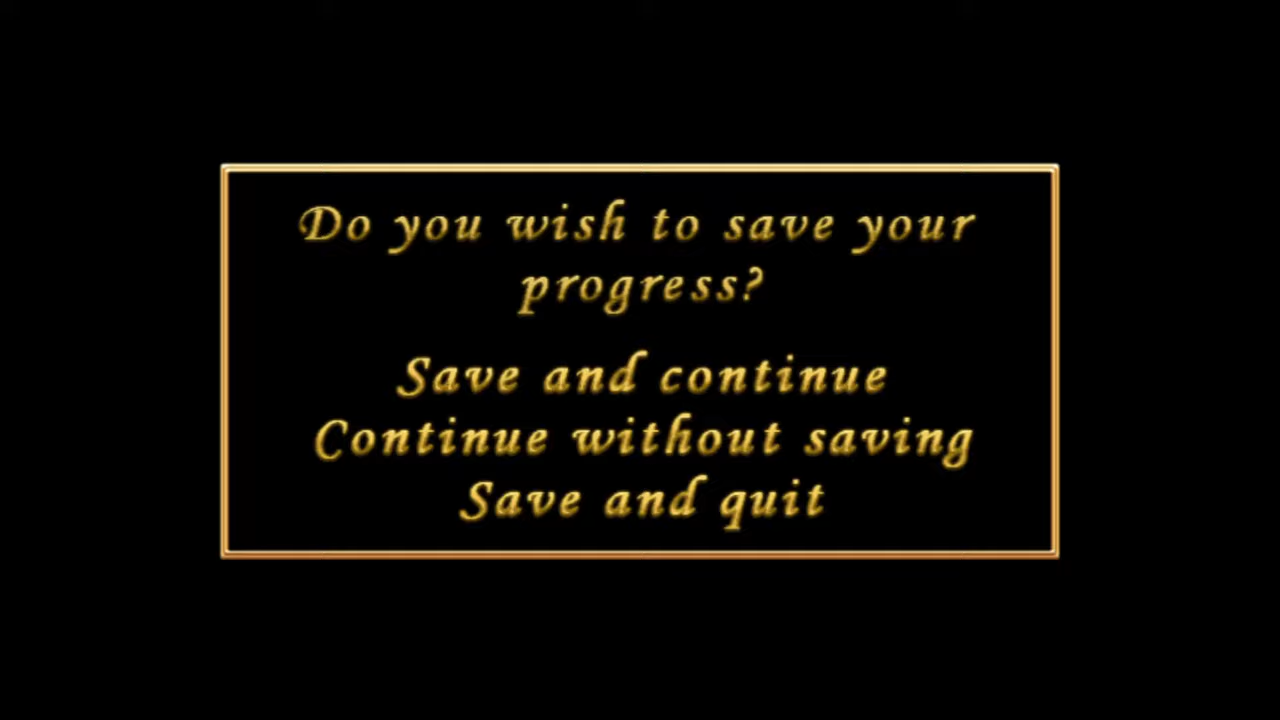 Do you wish to save your
progress?
Save and continue
Continue without saving
Save and quit